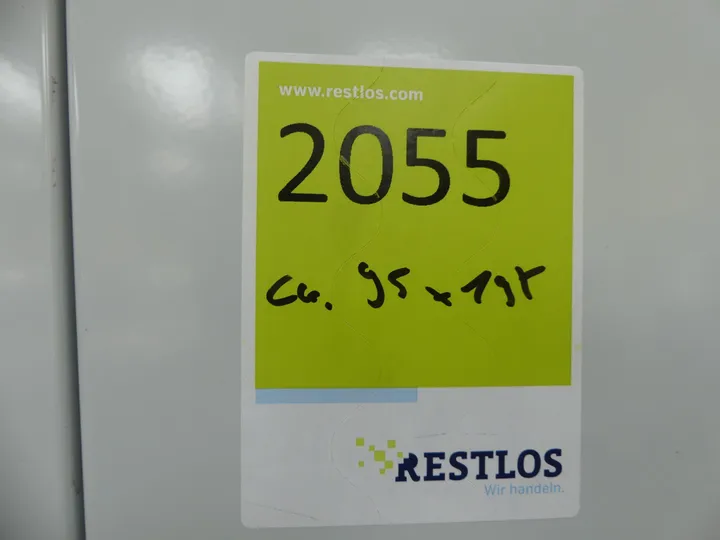 www.restlos.com
2055
ca. 95 x 195
RESTLOS
Wir handeln.